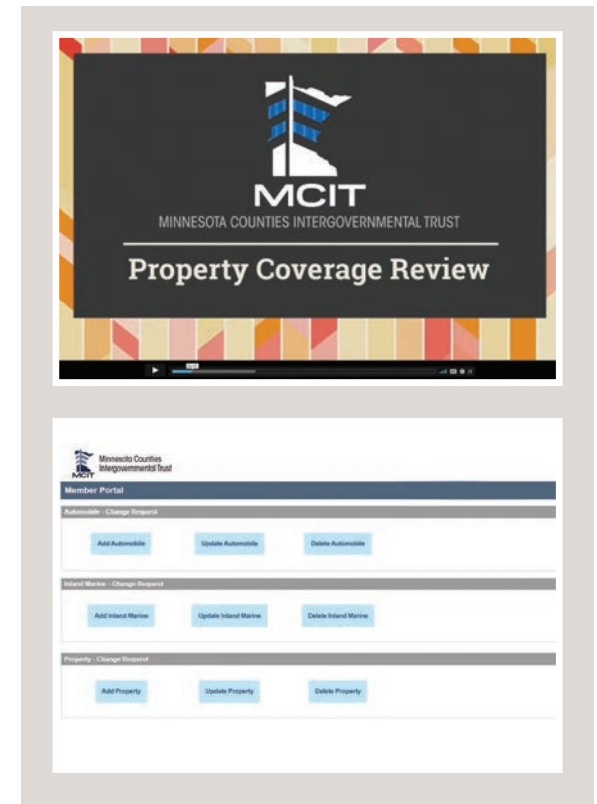 MCIT
MINNESOTA COUNTIES INTERGOVERNMENTAL TRUST
Property Coverage Review
Minnesota Counties
Intergovernmental Trust
MCIT
Member Portal
Automobile - Change Request
Add Automobile Update Automobile Delete Automobile
Inland Marine - Change Request
Add Inland Marine Update Inland Marine Delete Inland Marine
Property - Change Request
Add Property Update Property Delete Property